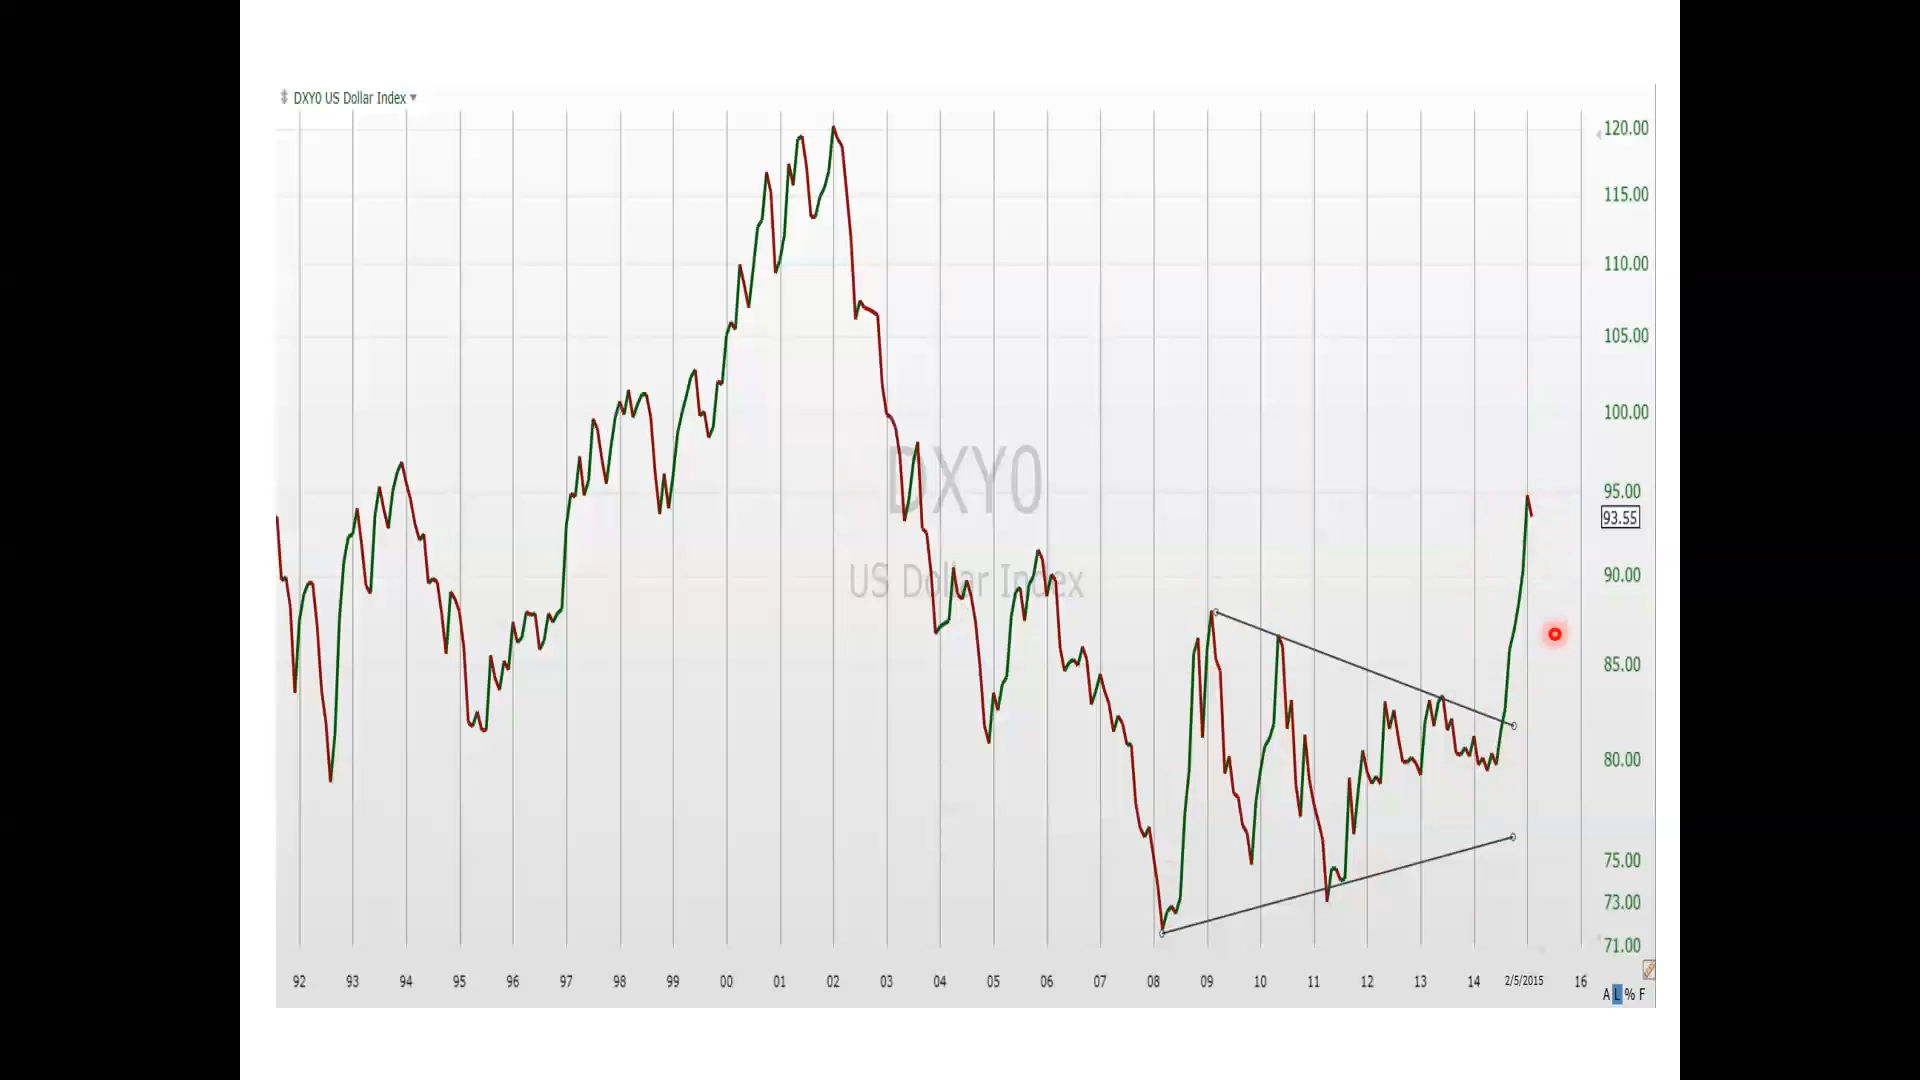 DXY0 US Dollar Index
120.00
115.00
110.00
105.00
100.00
DXY0
95.00
93.55
US Dollar Index
90.00
85.00
80.00
75.00
73.00
71.00
92 93 94 95 96 97 98 99 00 01 02 03 04 05 06 07 08 09 10 11 12 13 14 2/5/2015 16
A L % F